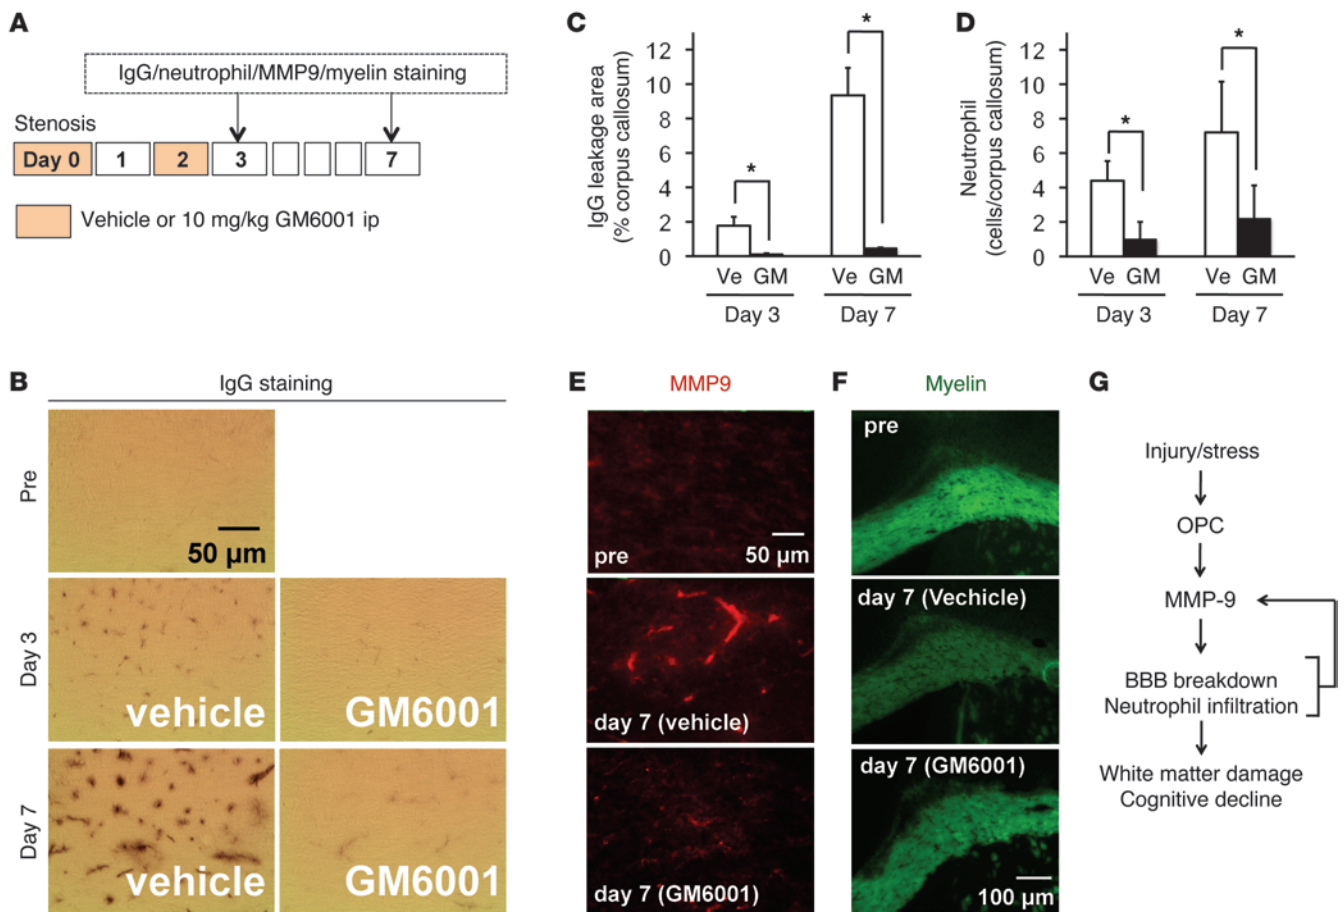 A
IgG/neutrophil/MMP9/myelin staining
Stenosis
Day 0 1 2 3 7
Vehicle or 10 mg/kg GM6001 ip
C
IgG leakage area
(% corpus callosum)
12
10
8
6
4
2
0
*
*
Ve GM Ve GM
Day 3 Day 7
D
Neutrophil
(cells/corpus callosum)
12
10
8
6
4
2
0
*
*
Ve GM Ve GM
Day 3 Day 7
B
IgG staining
Pre
50 µm
Day 3
vehicle GM6001
Day 7
vehicle GM6001
E
MMP9
pre 50 µm
day 7 (vehicle)
day 7 (GM6001)
F
Myelin
pre
day 7 (Vechicle)
day 7 (GM6001)
100 µm
G
Injury/stress
OPC
MMP-9
BBB breakdown
Neutrophil infiltration
White matter damage
Cognitive decline